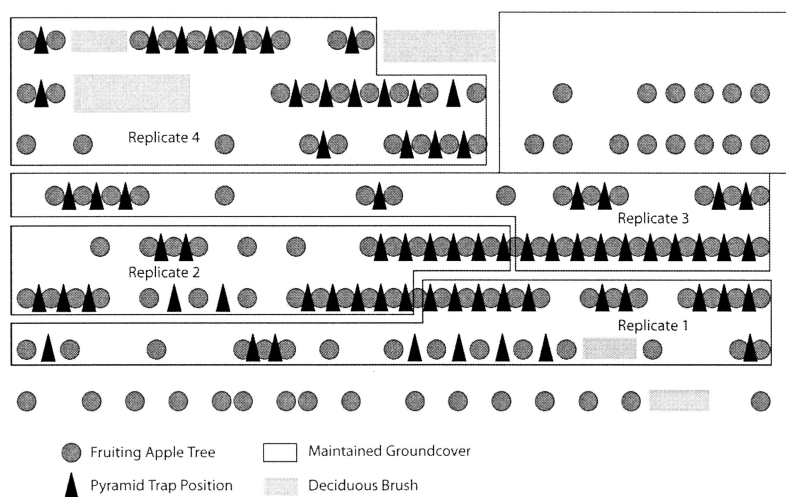 Replicate 4
Replicate 3
Replicate 2
Replicate 1
Fruiting Apple Tree
Maintained Groundcover
Pyramid Trap Position
Deciduous Brush